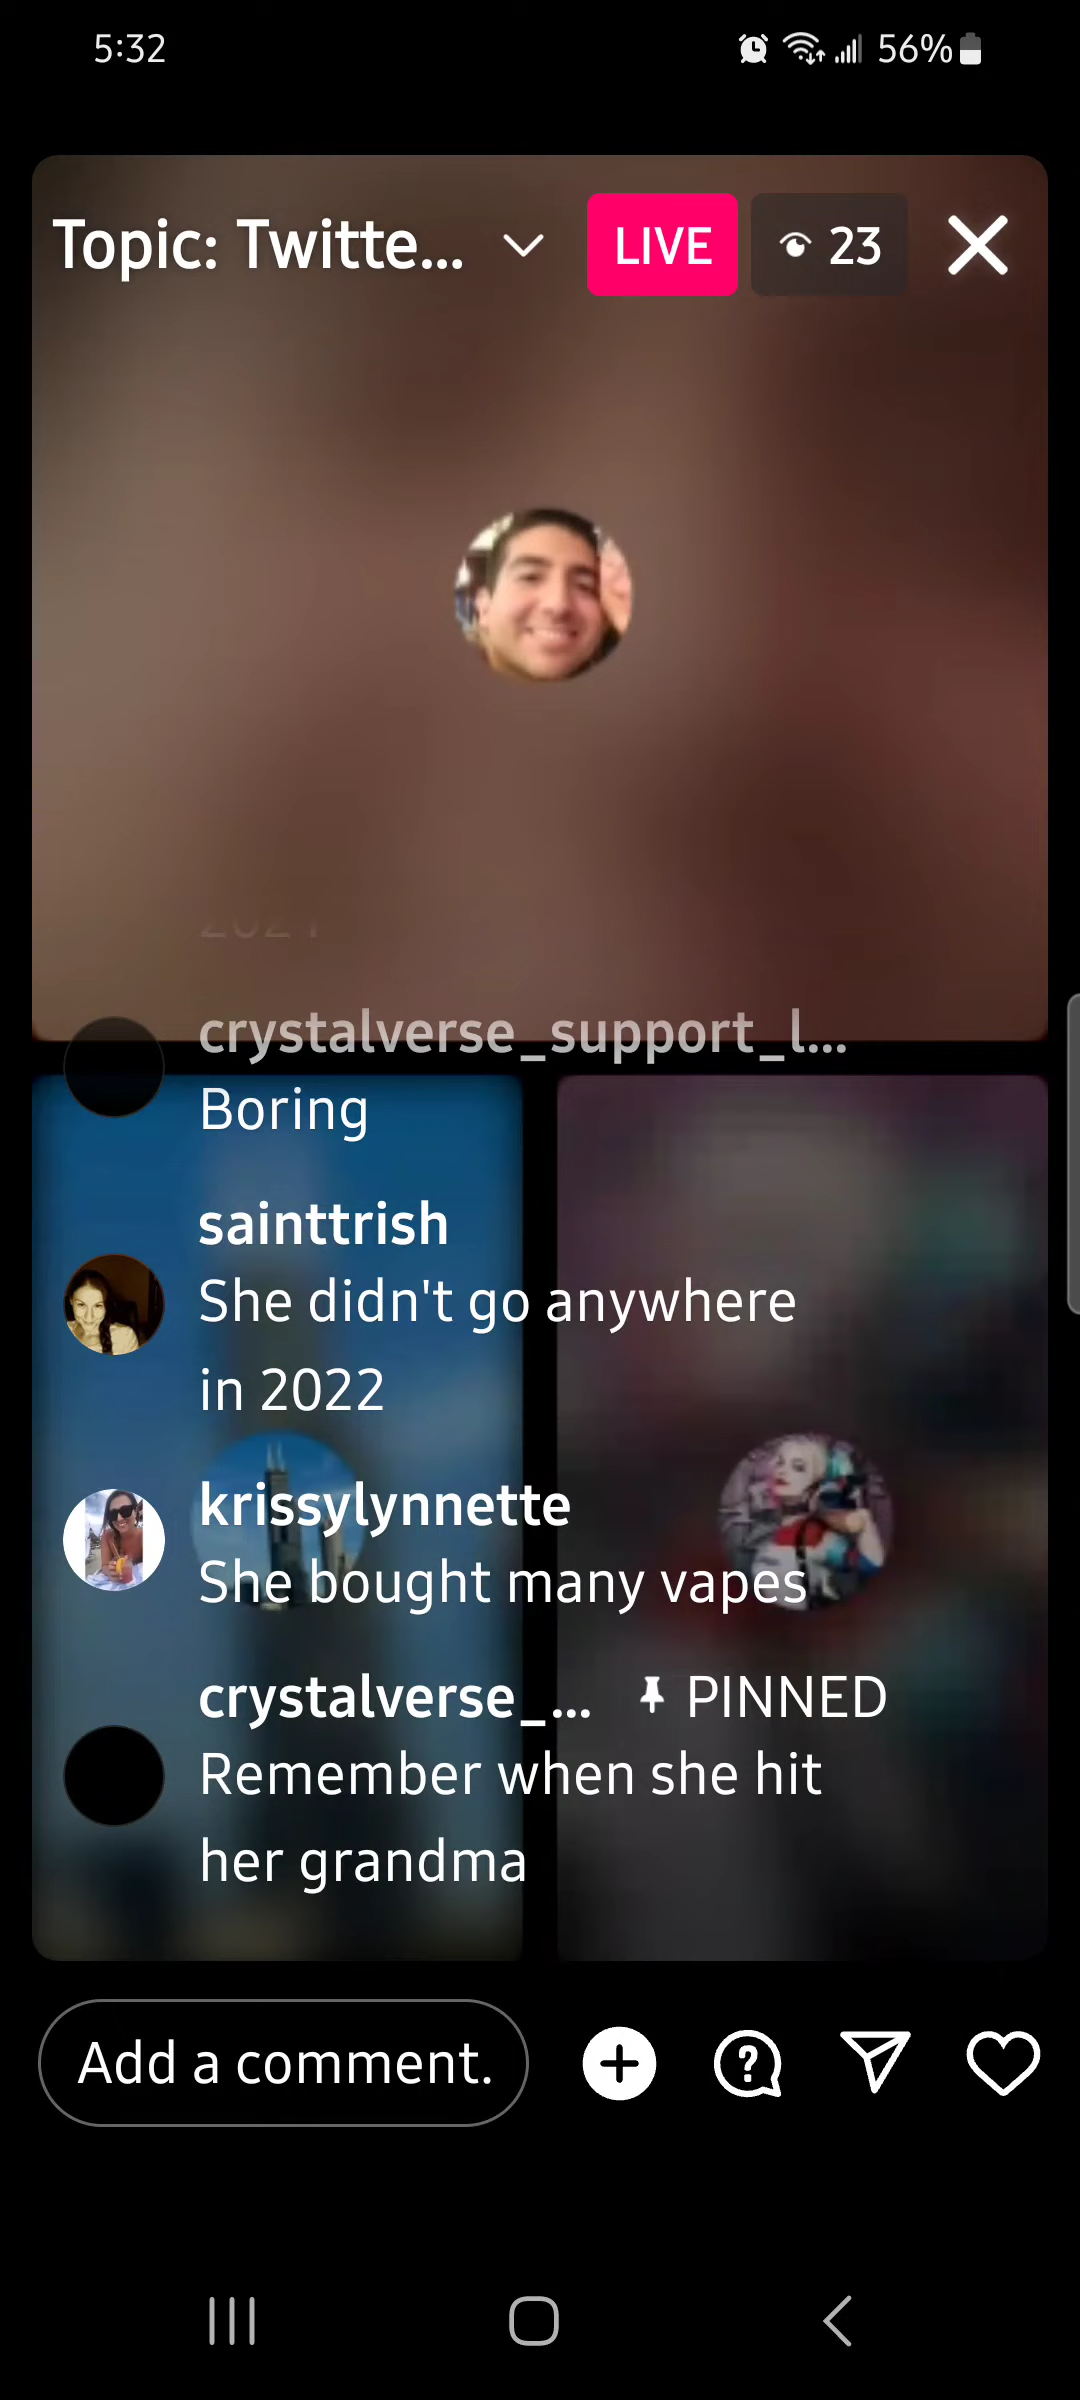 5:32
56%
Topic: Twitte...
LIVE
23
crystalverse_support_l...
Boring
sainttrish
She didn't go anywhere
in 2022
krissylynnette
She bought many vapes
crystalverse_... PINNED
Remember when she hit
her grandma
Add a comment.